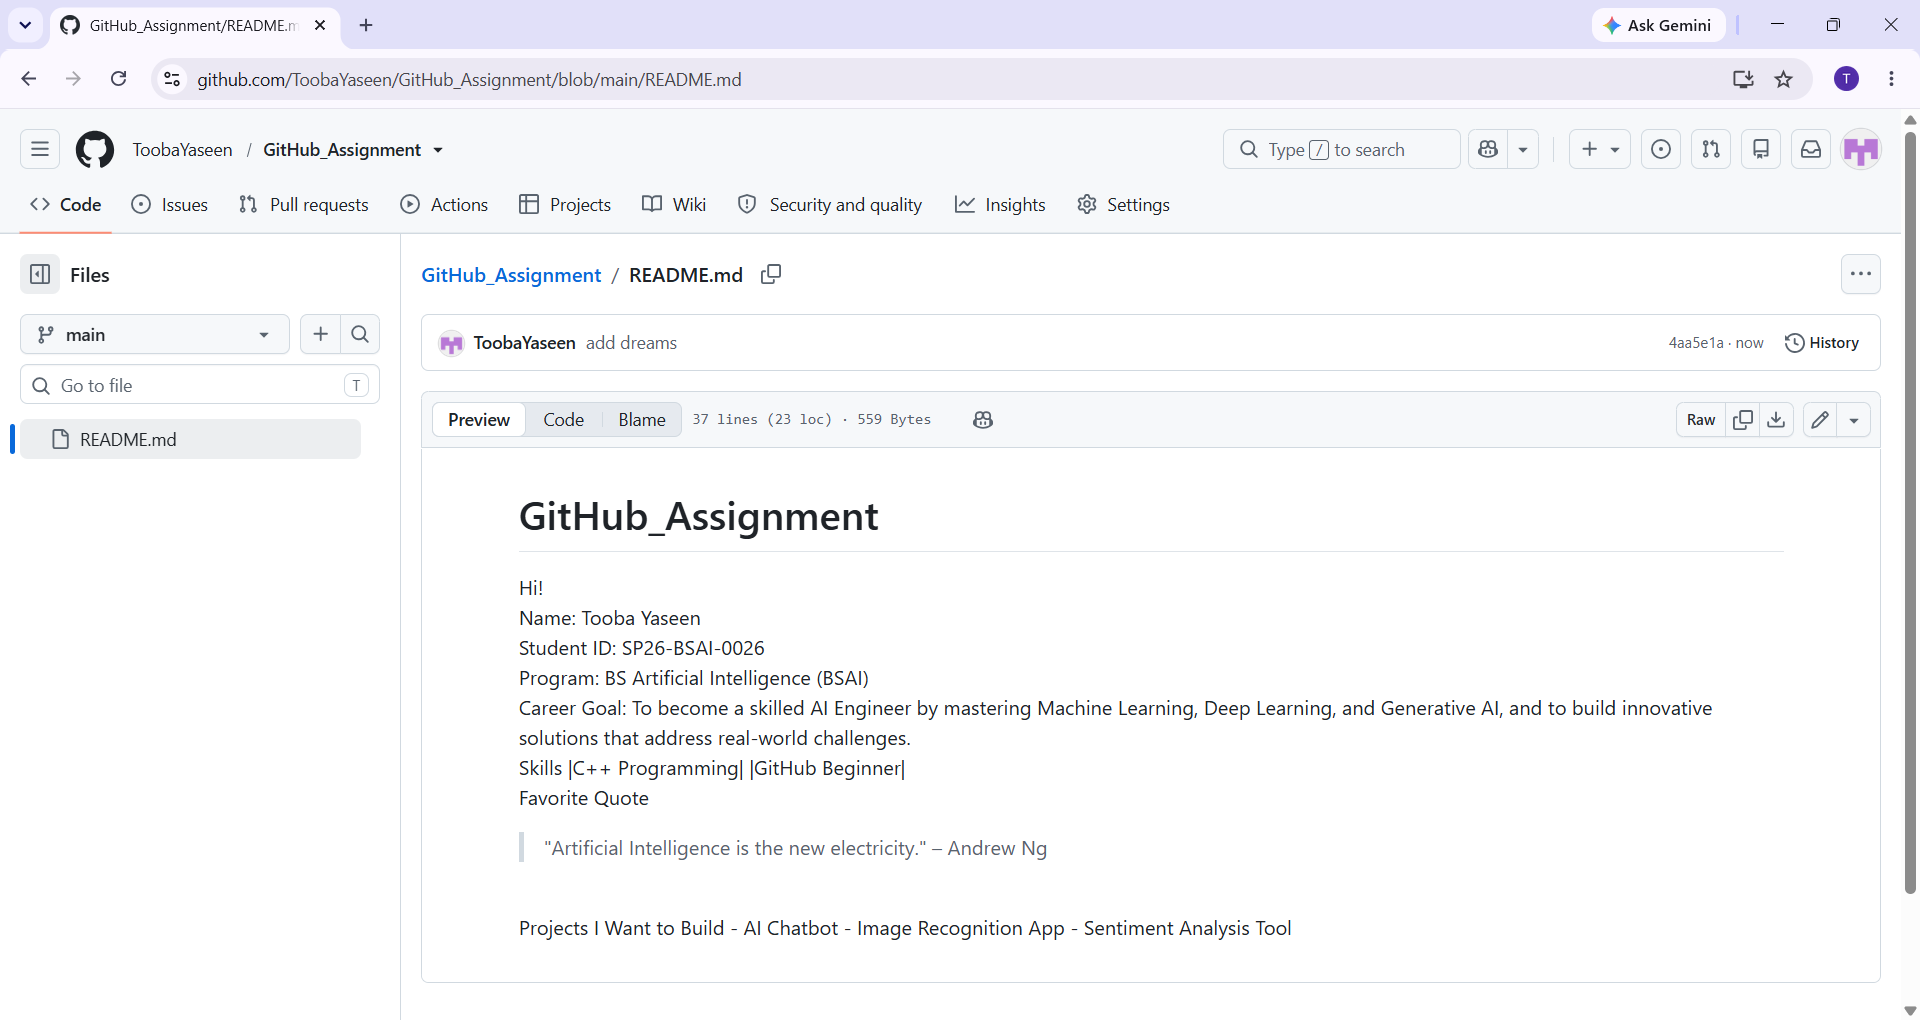 GitHub_Assignment/README.m
Ask Gemini
github.com/ToobaYaseen/GitHub_Assignment/blob/main/README.md
T
ToobaYaseen / GitHub_Assignment
Type / to search
Code
Issues
Pull requests
Actions
Projects
Wiki
Security and quality
Insights
Settings
Files
main
Go to file
T
README.md
GitHub_Assignment / README.md
ToobaYaseen add dreams
4aa5e1a · now
History
Preview
Code
Blame
37 lines (23 loc) · 559 Bytes
Raw
GitHub_Assignment
Hi!
Name: Tooba Yaseen
Student ID: SP26-BSAI-0026
Program: BS Artificial Intelligence (BSAI)
Career Goal: To become a skilled AI Engineer by mastering Machine Learning, Deep Learning, and Generative AI, and to build innovative
solutions that address real-world challenges.
Skills |C++ Programming| |GitHub Beginner|
Favorite Quote
"Artificial Intelligence is the new electricity." – Andrew Ng
Projects I Want to Build - AI Chatbot - Image Recognition App - Sentiment Analysis Tool